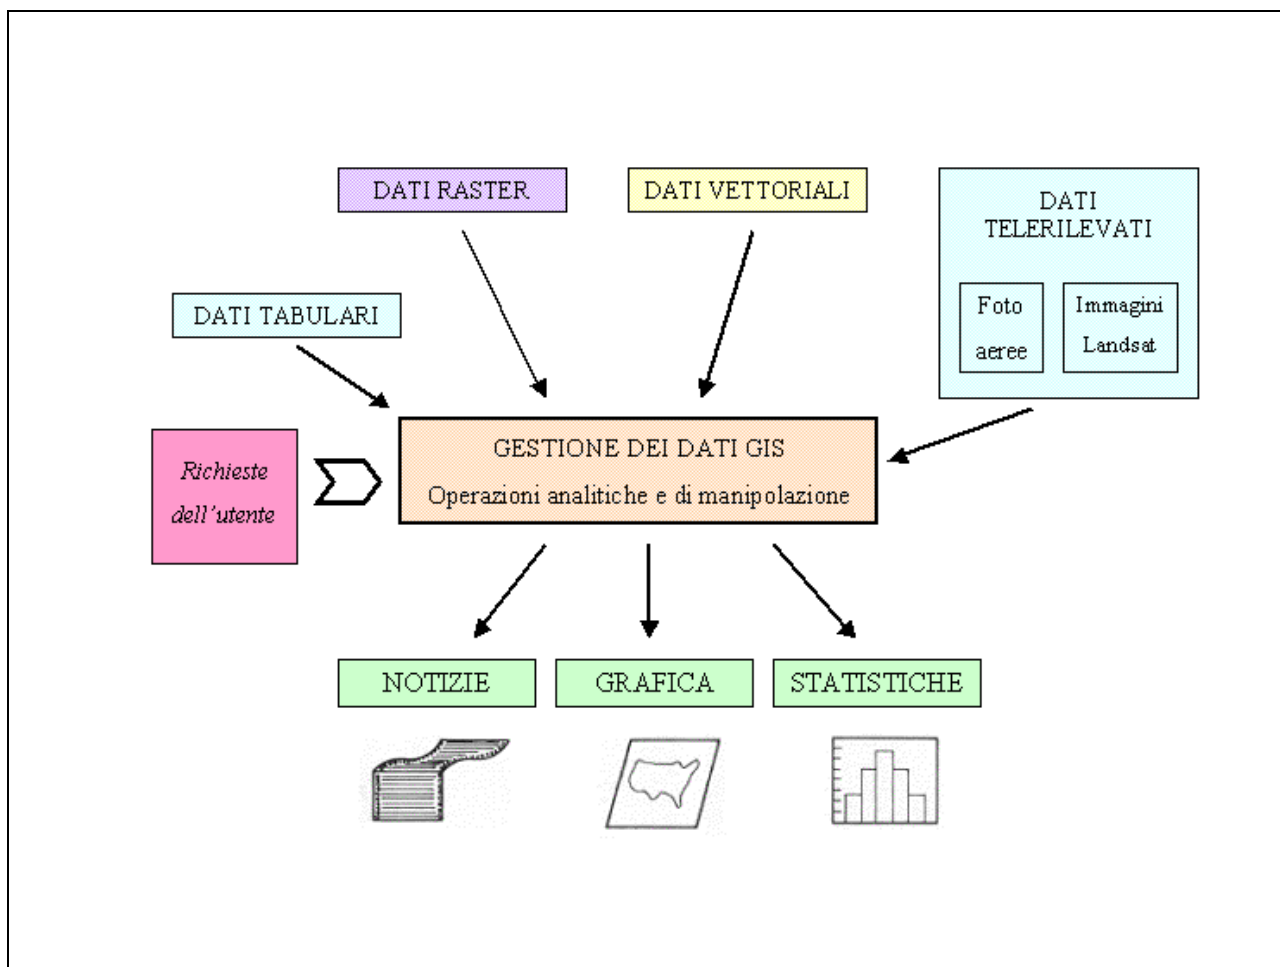 DATI RASTER
DATI VETTORIALI
DATI
TELERILEVATI
Foto
aeree
Immagini
Landsat
DATI TABULARI
Richieste
dell'utente
GESTIONE DEI DATI GIS
Operazioni analitiche e di manipolazione
NOTIZIE
GRAFICA
STATISTICHE